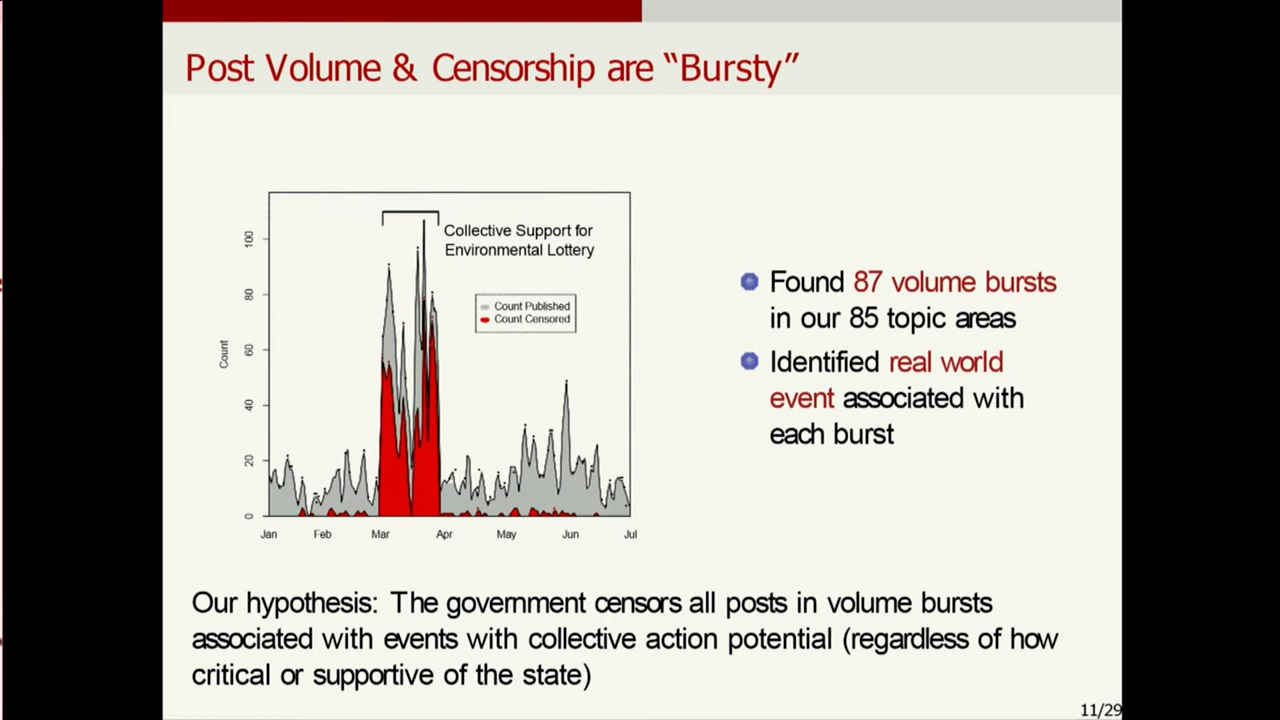 Post Volume & Censorship are “Bursty”
Collective Support for
Environmental Lottery
Count Published
Count Censored
Count
0
20
40
60
80
100
Jan Feb Mar Apr May Jun Jul
Found 87 volume bursts
in our 85 topic areas
Identified real world
event associated with
each burst
Our hypothesis: The government censors all posts in volume bursts
associated with events with collective action potential (regardless of how
critical or supportive of the state)
11/29